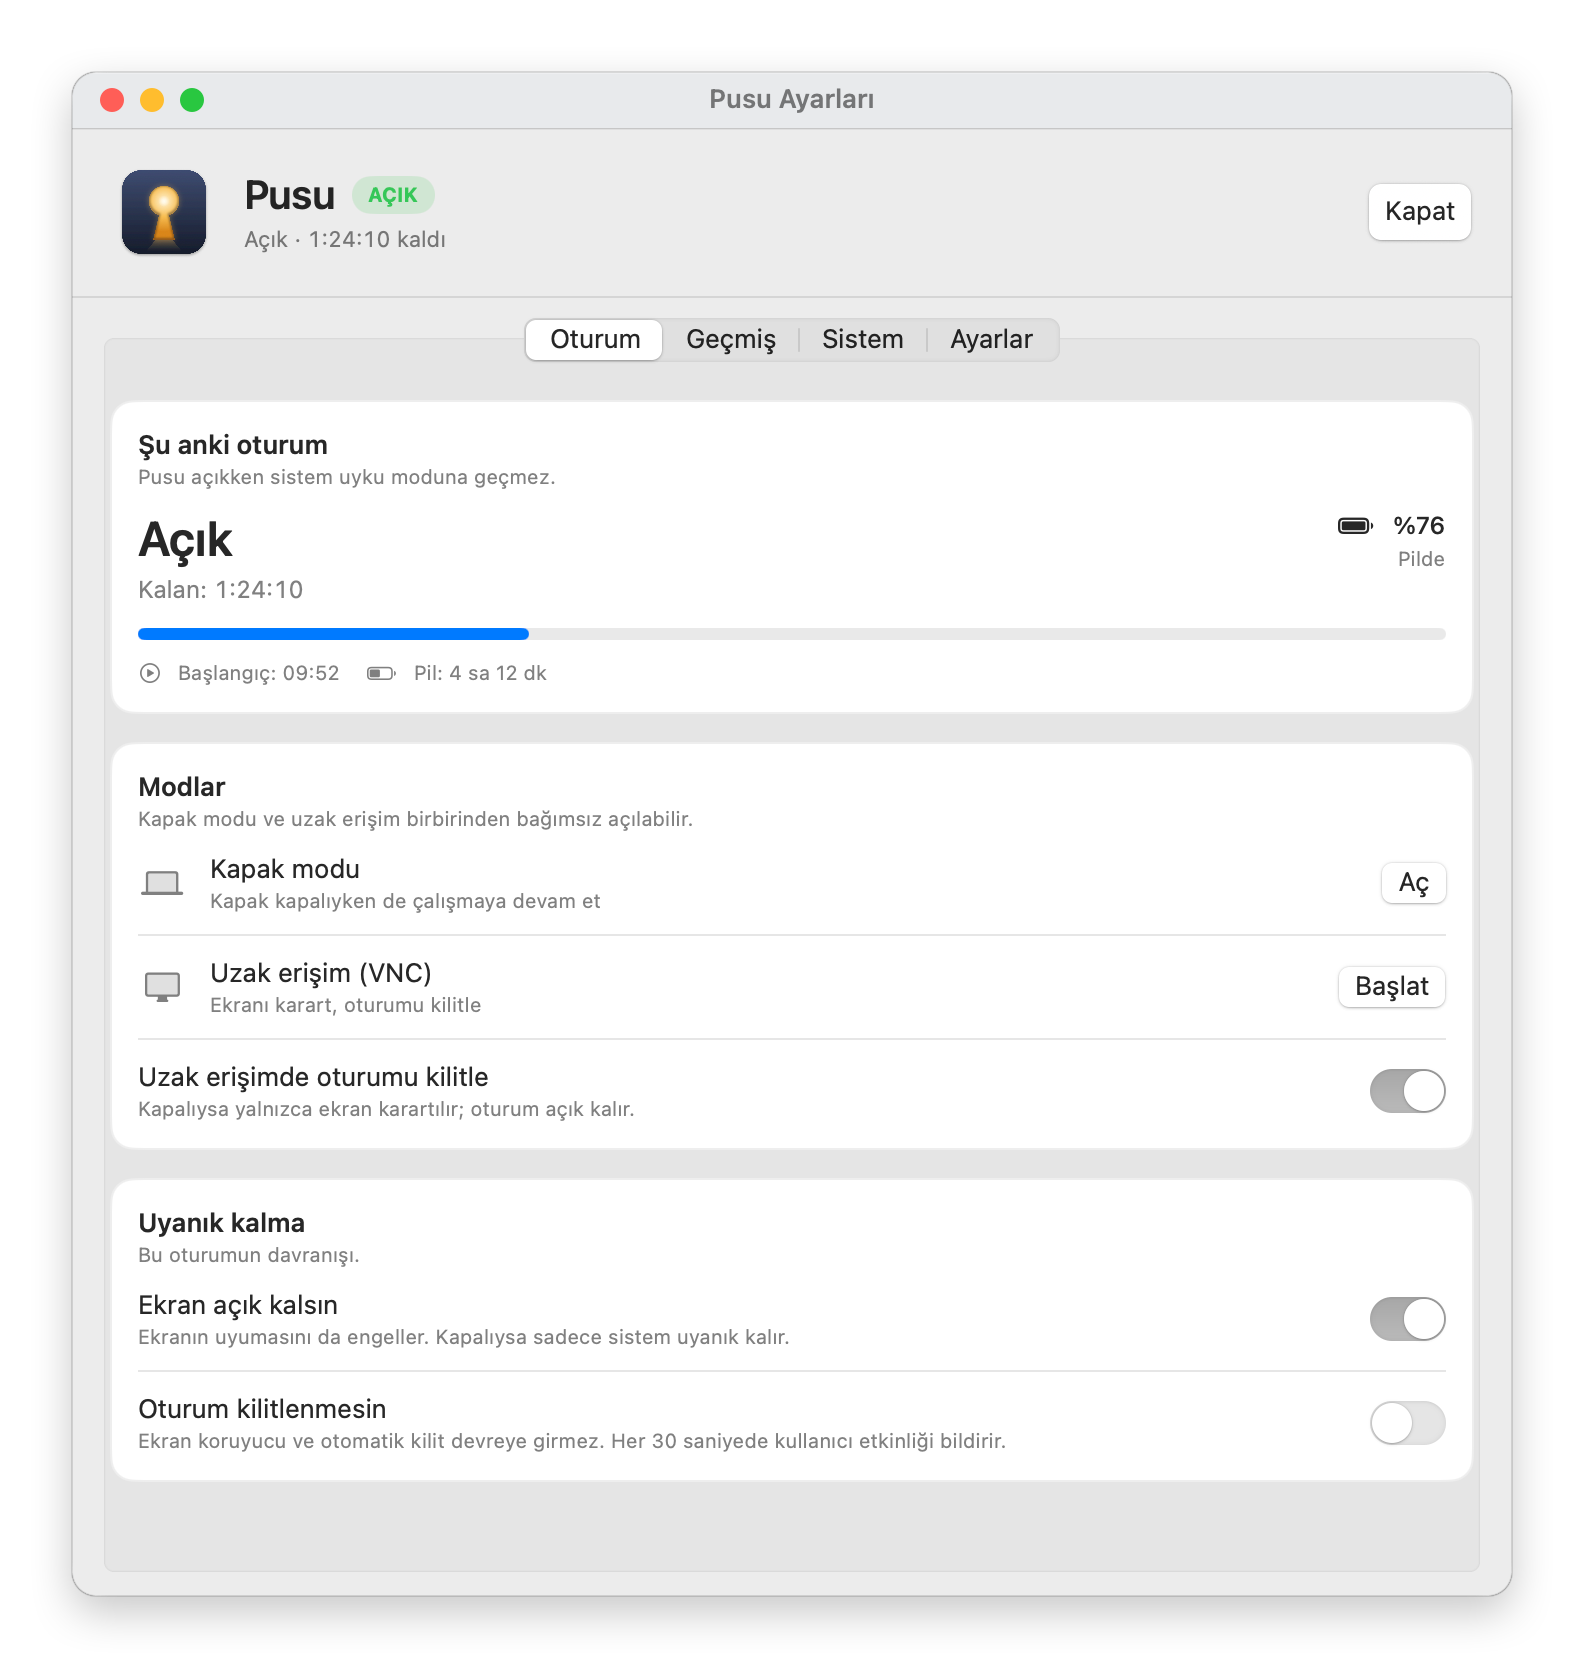 Pusu Ayarları
Pusu AÇIK
Açık · 1:24:10 kaldı
Kapat
Oturum Geçmiş Sistem Ayarlar
Şu anki oturum
Pusu açıkken sistem uyku moduna geçmez.
Açık
%76
Pilde
Kalan: 1:24:10
Başlangıç: 09:52 Pil: 4 sa 12 dk
Modlar
Kapak modu ve uzak erişim birbirinden bağımsız açılabilir.
Kapak modu
Kapak kapalıyken de çalışmaya devam et
Aç
Uzak erişim (VNC)
Ekranı karart, oturumu kilitle
Başlat
Uzak erişimde oturumu kilitle
Kapalıysa yalnızca ekran karartılır; oturum açık kalır.
Uyanık kalma
Bu oturumun davranışı.
Ekran açık kalsın
Ekranın uyumasını da engeller. Kapalıysa sadece sistem uyanık kalır.
Oturum kilitlenmesin
Ekran koruyucu ve otomatik kilit devreye girmez. Her 30 saniyede kullanıcı etkinliği bildirir.